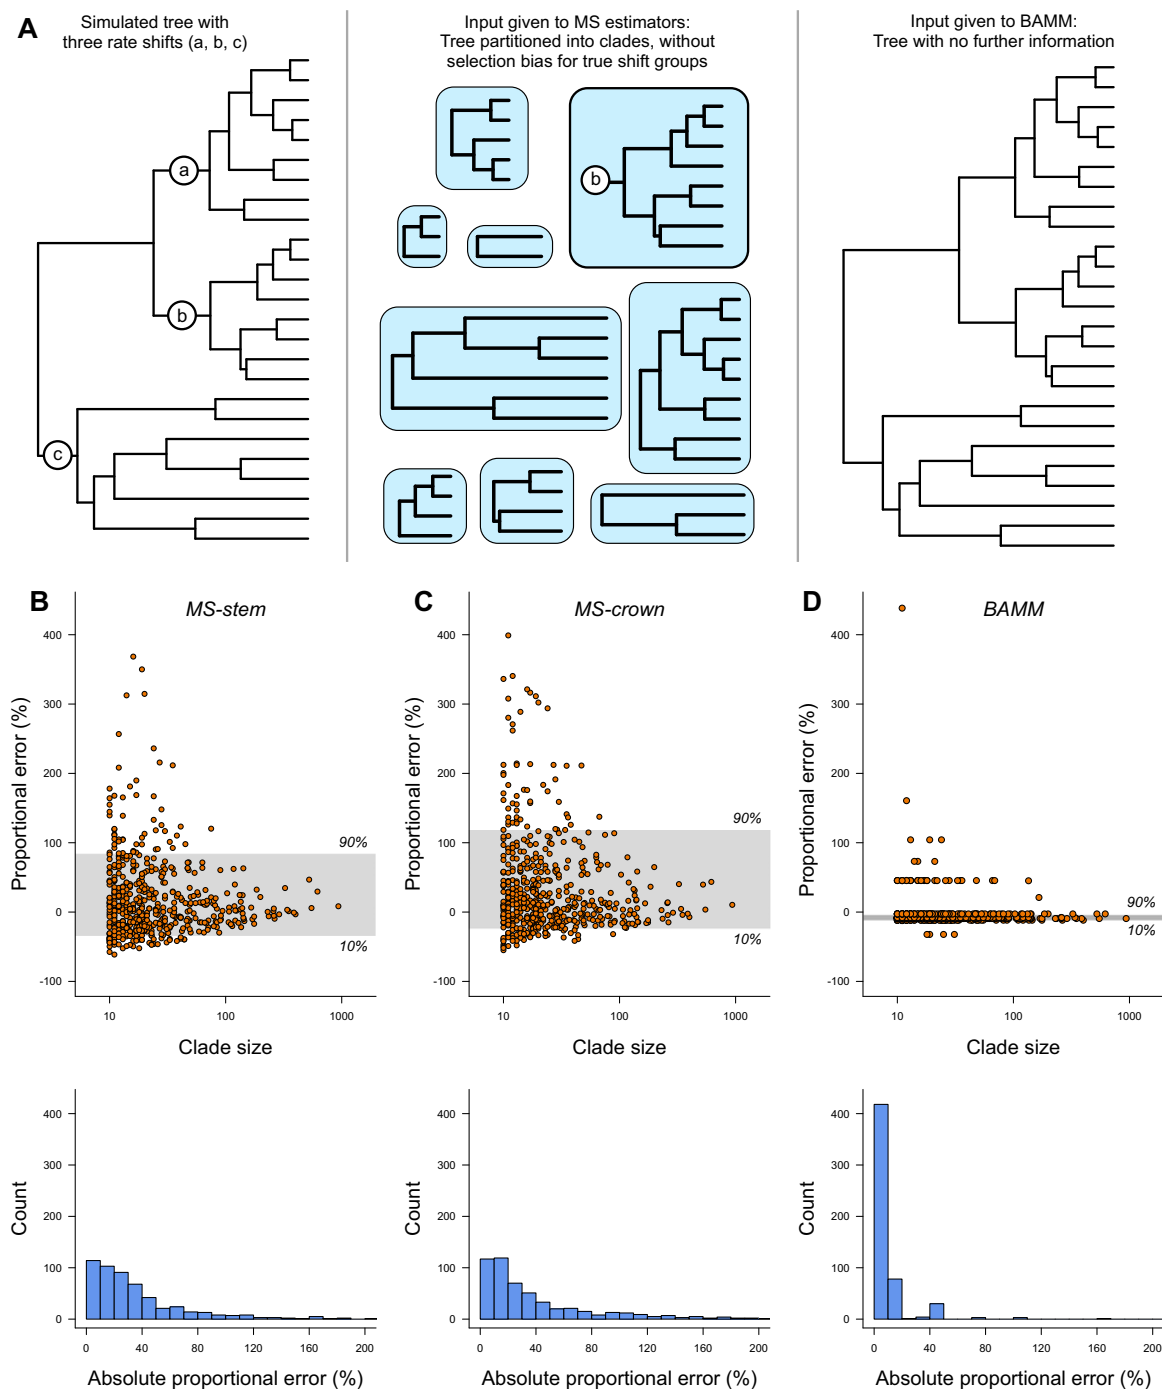 A
Simulated tree with
three rate shifts (a, b, c)
Input given to MS estimators:
Tree partitioned into clades, without
selection bias for true shift groups
Input given to BAMM:
Tree with no further information
a
b
c
b
B
MS-stem
Proportional error (%)
400
300
200
100
0
-100
90%
10%
10
100
1000
Clade size
C
MS-crown
Proportional error (%)
400
300
200
100
0
-100
90%
10%
10
100
1000
Clade size
D
BAMM
Proportional error (%)
400
300
200
100
0
-100
90%
10%
10
100
1000
Clade size
Count
400
300
200
100
0
0
40
80
120
160
200
Absolute proportional error (%)
Count
400
300
200
100
0
0
40
80
120
160
200
Absolute proportional error (%)
Count
400
300
200
100
0
0
40
80
120
160
200
Absolute proportional error (%)